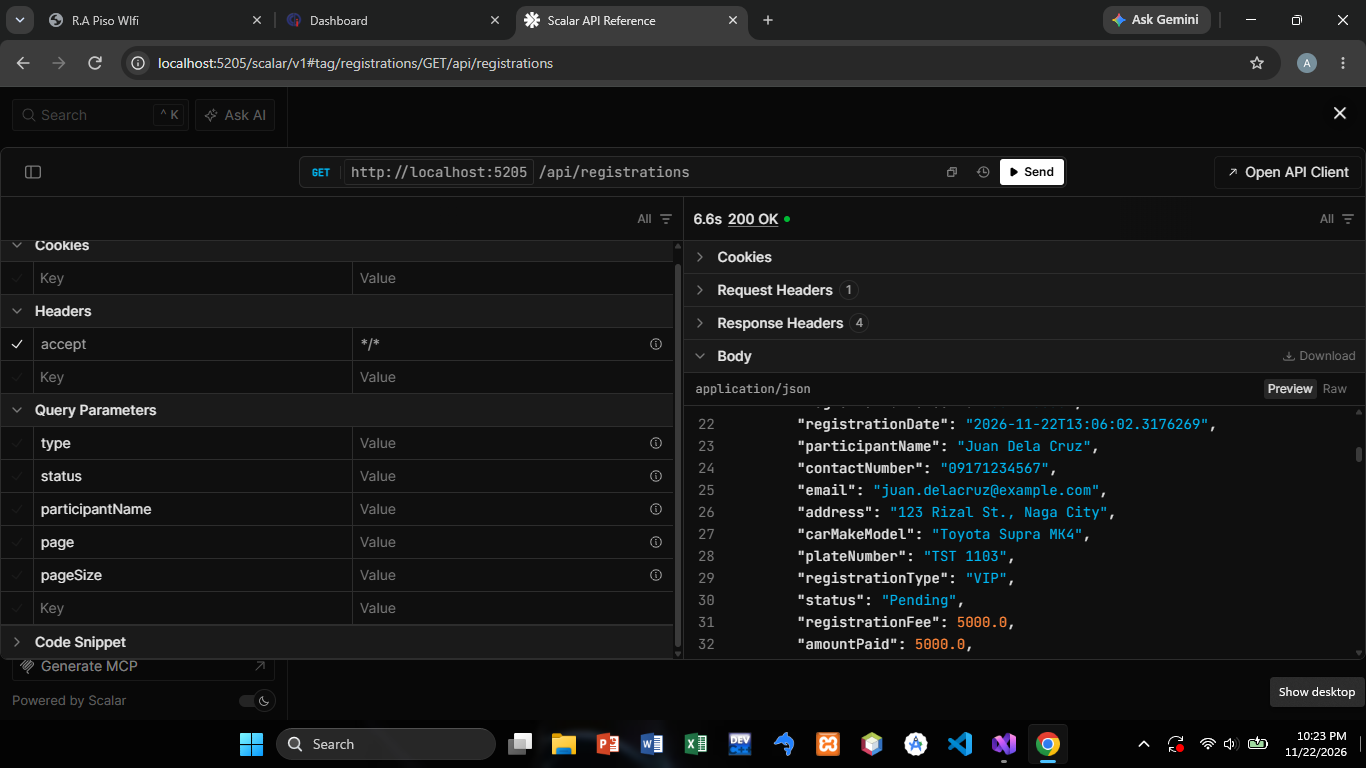 R.A Piso WIfi
Dashboard
Scalar API Reference
Ask Gemini
localhost:5205/scalar/v1#tag/registrations/GET/api/registrations
A
Search
^ K
Ask AI
GET
http://localhost:5205
/api/registrations
Send
Open API Client
All
Cookies
Key Value
Headers
accept */*
Key Value
Query Parameters
type Value
status Value
participantName Value
page Value
pageSize Value
Key Value
Code Snippet
6.6s 200 OK
All
Cookies
Request Headers 1
Response Headers 4
Body
Download
application/json
Preview Raw
22 "registrationDate": "2026-11-22T13:06:02.3176269",
23 "participantName": "Juan Dela Cruz",
24 "contactNumber": "09171234567",
25 "email": "juan.delacruz@example.com",
26 "address": "123 Rizal St., Naga City",
27 "carMakeModel": "Toyota Supra MK4",
28 "plateNumber": "TST 1103",
29 "registrationType": "VIP",
30 "status": "Pending",
31 "registrationFee": 5000.0,
32 "amountPaid": 5000.0,
Generate MCP
Powered by Scalar
Show desktop
Search
DEV
10:23 PM
11/22/2026